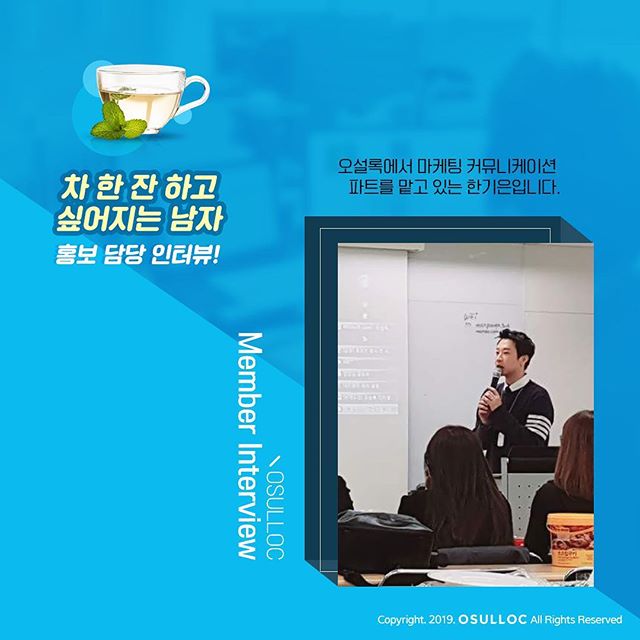 차 한 잔 하고
싶어지는 남자
홍보 담당 인터뷰!
오설록에서 마케팅 커뮤니케이션
파트를 맡고 있는 한기은입니다.
Member Interview
\OSULLOC
Copyright. 2019. OSULLOC All Rights Reserved